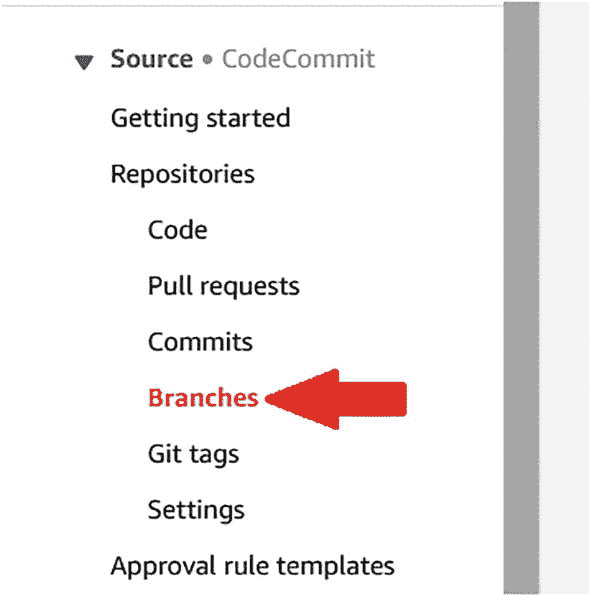 Source • CodeCommit
Getting started
Repositories
Code
Pull requests
Commits
Branches
Git tags
Settings
Approval rule templates